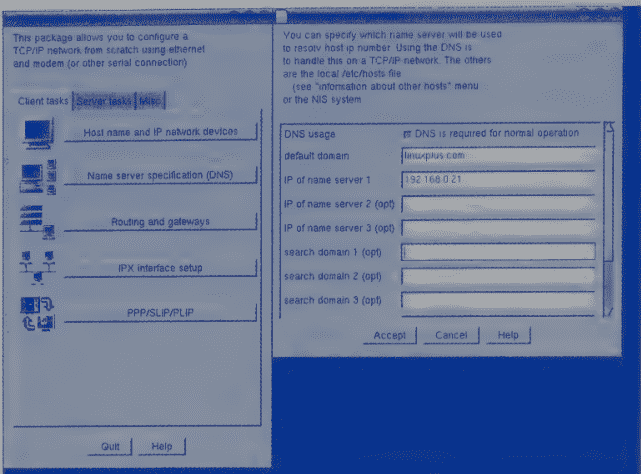 This package allows you to configure a
TCP/IP network from scratch using ethernet
and modem (or other serial connection)
Client tasks
Server tasks
Misc
Host name and IP network devices
Name server specification (DNS)
Routing and gateways
IPX interface setup
PPP/SLIP/PLIP
Quit
Help
You can specify which name server will be used
to resolv host ip number. Using the DNS is
to handle this on a TCP/IP network. The others
are the local /etc/hosts file
(see "information about other hosts" menu
or the NIS system
DNS usage
DNS is required for normal operation
default domain
linuxplus.com
IP of name server 1
192.168.0.21
IP of name server 2 (opt)
IP of name server 3 (opt)
search domain 1 (opt)
search domain 2 (opt)
search domain 3 (opt)
Accept
Cancel
Help